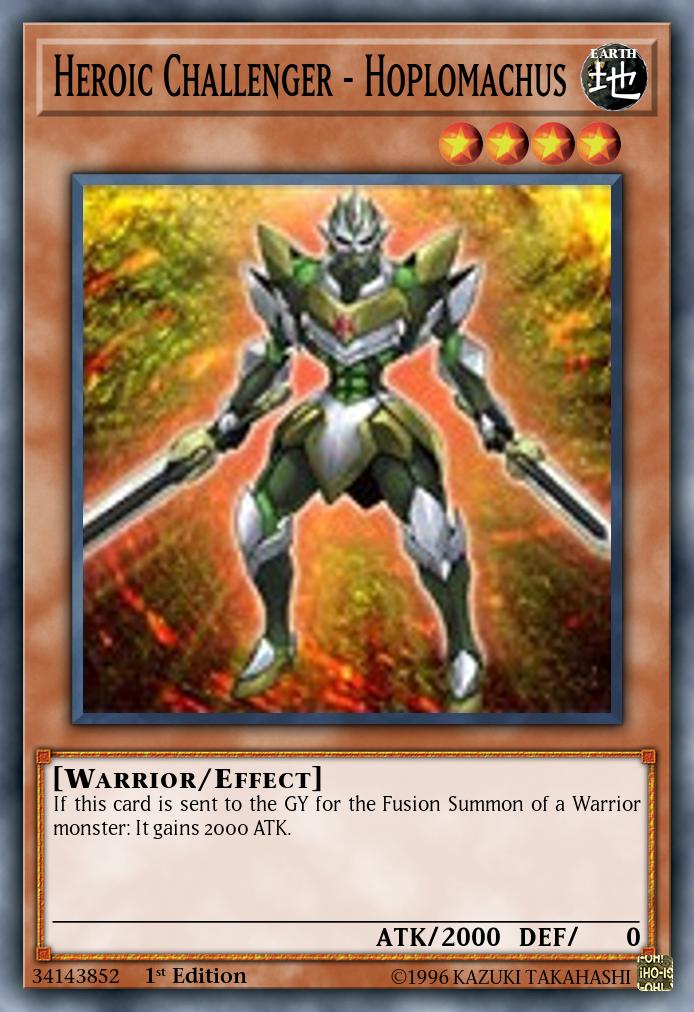 Heroic Challenger - Hoplomachus
EARTH
地
[Warrior/Effect]
If this card is sent to the GY for the Fusion Summon of a Warrior
monster: It gains 2000 ATK.
ATK/2000 DEF/ 0
34143852 1st Edition ©1996 KAZUKI TAKAHASHI